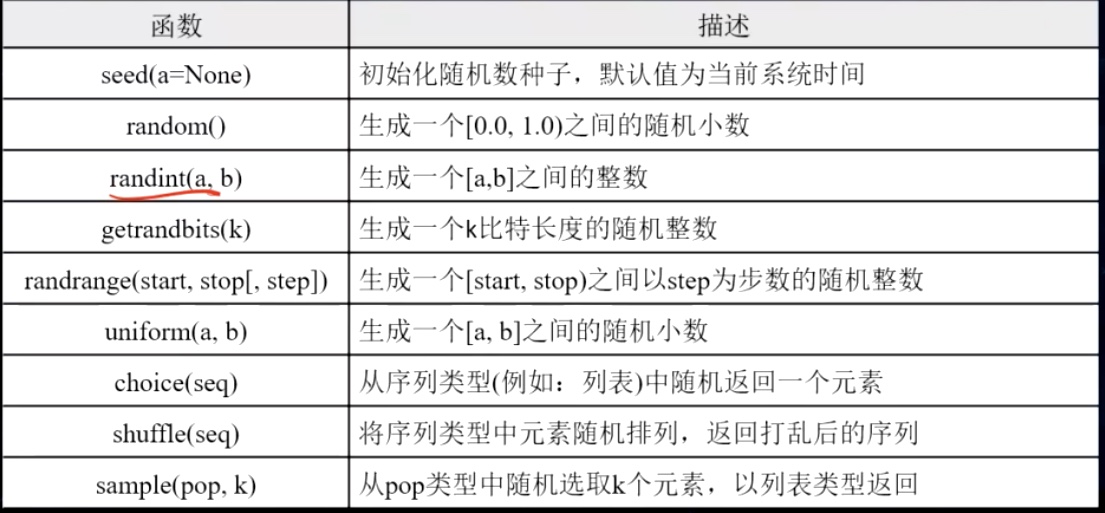 函数 描述
seed(a=None) 初始化随机数种子，默认值为当前系统时间
random() 生成一个[0.0, 1.0)之间的随机小数
randint(a, b) 生成一个[a,b]之间的整数
getrandbits(k) 生成一个k比特长度的随机整数
randrange(start, stop[, step]) 生成一个[start, stop)之间以step为步数的随机整数
uniform(a, b) 生成一个[a, b]之间的随机小数
choice(seq) 从序列类型(例如：列表)中随机返回一个元素
shuffle(seq) 将序列类型中元素随机排列，返回打乱后的序列
sample(pop, k) 从pop类型中随机选取k个元素，以列表类型返回